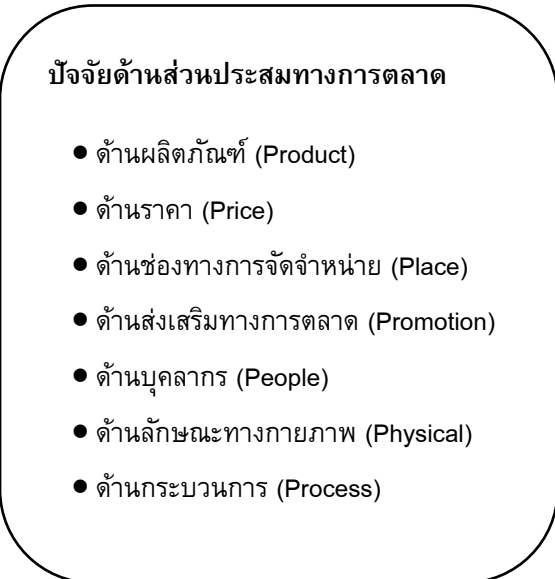 ปัจจัยด้านส่วนประสมทางการตลาด
● ด้านผลิตภัณฑ์ (Product)
● ด้านราคา (Price)
● ด้านช่องทางการจัดจำหน่าย (Place)
● ด้านส่งเสริมทางการตลาด (Promotion)
● ด้านบุคลากร (People)
● ด้านลักษณะทางกายภาพ (Physical)
● ด้านกระบวนการ (Process)